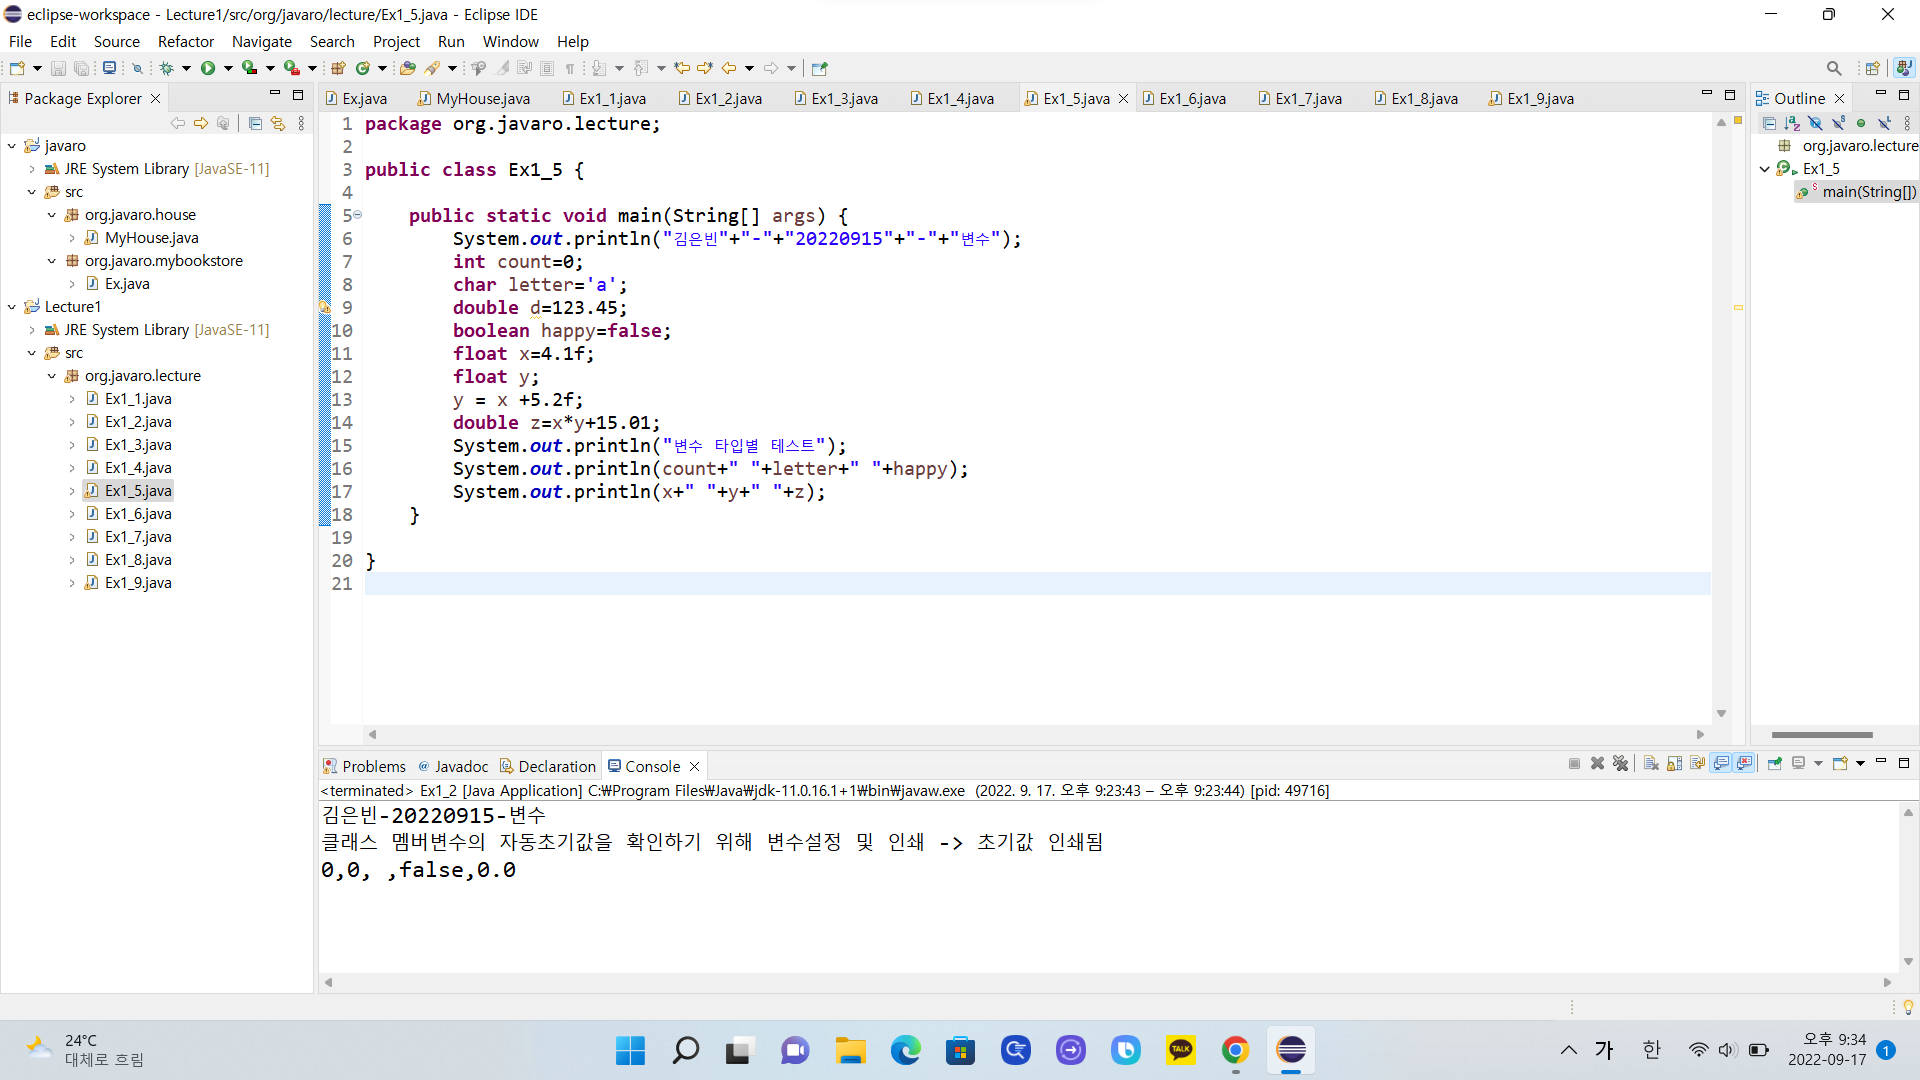 eclipse-workspace - Lecture1/src/org/javaro/lecture/Ex1_5.java - Eclipse IDE
File Edit Source Refactor Navigate Search Project Run Window Help
Package Explorer
javaro
JRE System Library [JavaSE-11]
src
org.javaro.house
MyHouse.java
org.javaro.mybookstore
Ex.java
Lecture1
JRE System Library [JavaSE-11]
src
org.javaro.lecture
Ex1_1.java
Ex1_2.java
Ex1_3.java
Ex1_4.java
Ex1_5.java
Ex1_6.java
Ex1_7.java
Ex1_8.java
Ex1_9.java
Ex.java MyHouse.java Ex1_1.java Ex1_2.java Ex1_3.java Ex1_4.java Ex1_5.java Ex1_6.java Ex1_7.java Ex1_8.java Ex1_9.java
1 package org.javaro.lecture;
2
3 public class Ex1_5 {
4
5 public static void main(String[] args) {
6 System.out.println("김은빈"+"-"+"20220915"+"-"+"변수");
7 int count=0;
8 char letter='a';
9 double d=123.45;
10 boolean happy=false;
11 float x=4.1f;
12 float y;
13 y = x +5.2f;
14 double z=x*y+15.01;
15 System.out.println("변수 타입별 테스트");
16 System.out.println(count+" "+letter+" "+happy);
17 System.out.println(x+" "+y+" "+z);
18 }
19
20 }
21
Outline
org.javaro.lecture
Ex1_5
main(String[])
Problems @ Javadoc Declaration Console
<terminated> Ex1_2 [Java Application] C:₩Program Files₩Java₩jdk-11.0.16.1+1₩bin₩javaw.exe (2022. 9. 17. 오후 9:23:43 – 오후 9:23:44) [pid: 49716]
김은빈-20220915-변수
클래스 멤버변수의 자동초기값을 확인하기 위해 변수설정 및 인쇄 -> 초기값 인쇄됨
0,0, ,false,0.0
24°C
대체로 흐림
TALK
가 한
오후 9:34
2022-09-17
1